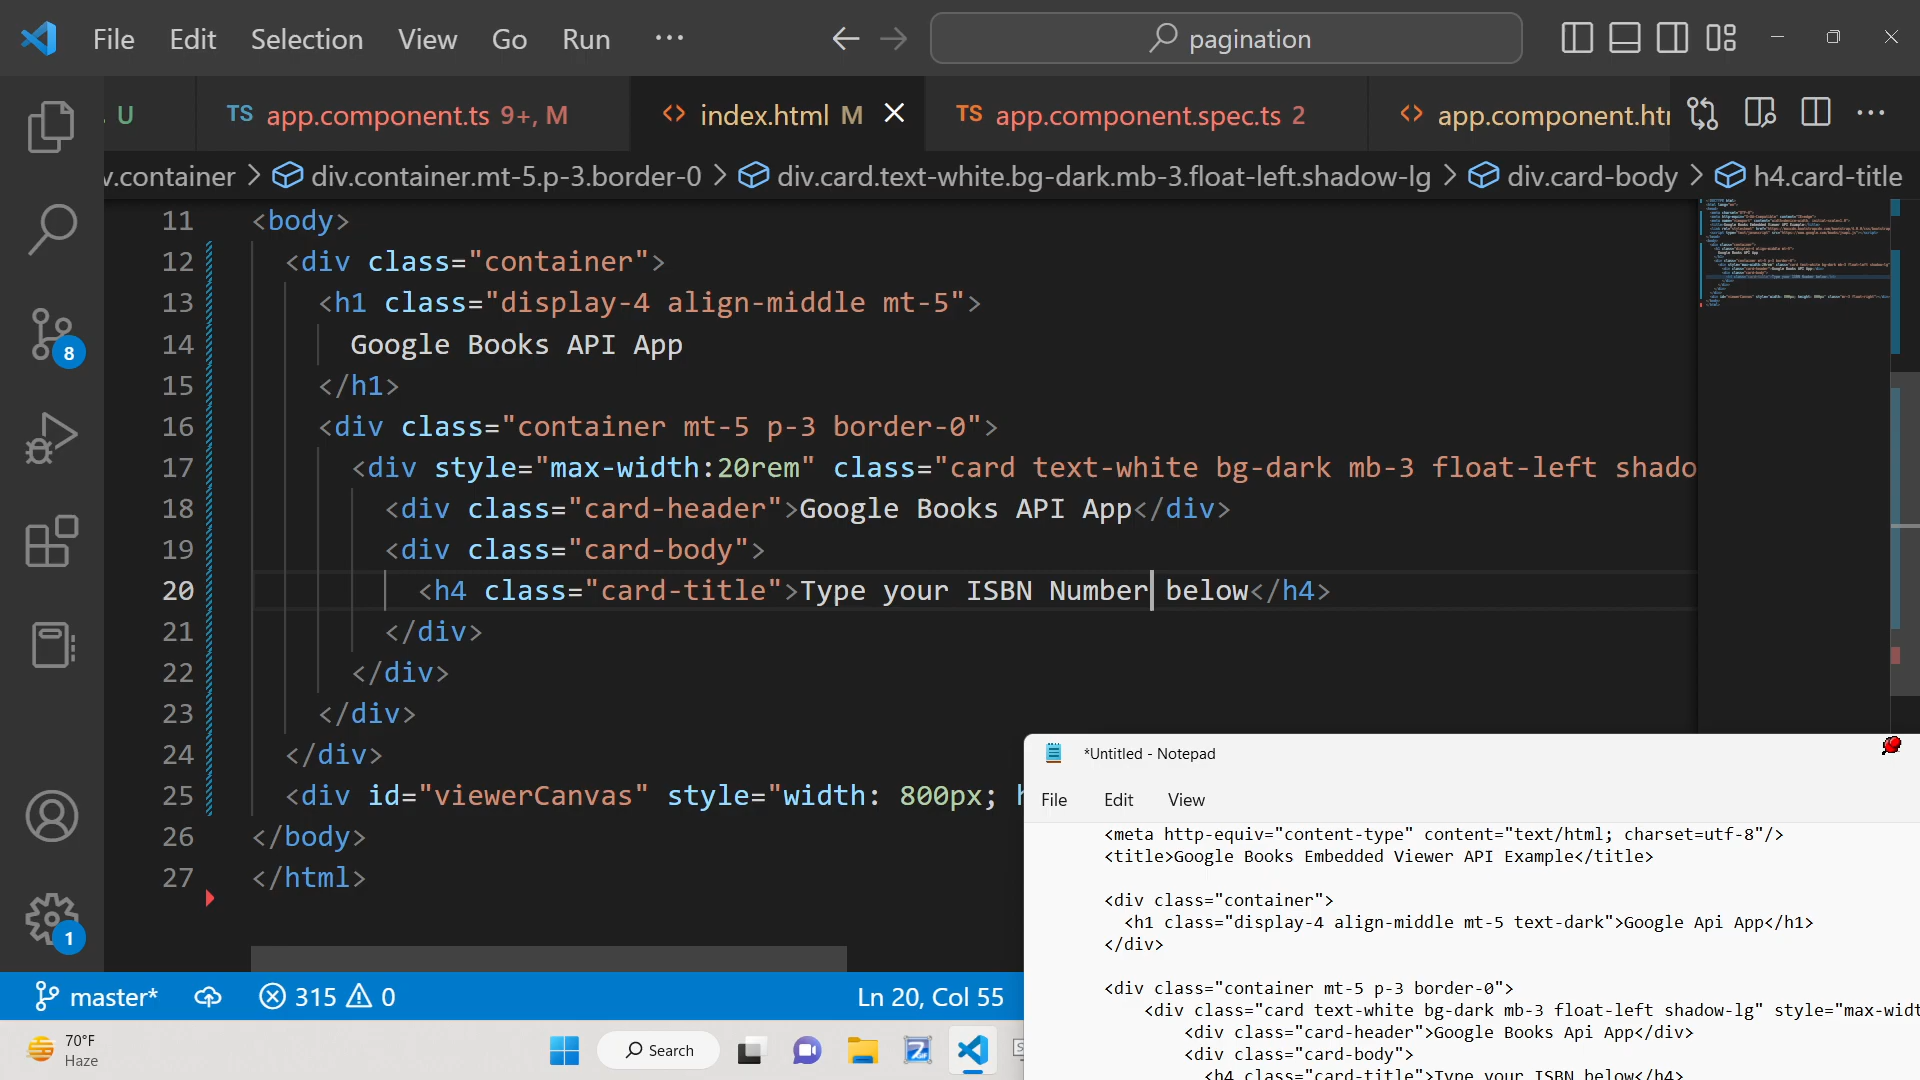 File Edit Selection View Go Run ···
pagination
U
TS app.component.ts 9+, M
<> index.html M
TS app.component.spec.ts 2
<> app.component.htm
v.container > div.container.mt-5.p-3.border-0 > div.card.text-white.bg-dark.mb-3.float-left.shadow-lg > div.card-body > h4.card-title
11 <body>
12 <div class="container">
13 <h1 class="display-4 align-middle mt-5">
14 Google Books API App
15 </h1>
16 <div class="container mt-5 p-3 border-0">
17 <div style="max-width:20rem" class="card text-white bg-dark mb-3 float-left shado
18 <div class="card-header">Google Books API App</div>
19 <div class="card-body">
20 <h4 class="card-title">Type your ISBN Number below</h4>
21 </div>
22 </div>
23 </div>
24 </div>
25 <div id="viewerCanvas" style="width: 800px; h
26 </body>
27 </html>
8
1
*Untitled - Notepad
File Edit View
<meta http-equiv="content-type" content="text/html; charset=utf-8"/>
<title>Google Books Embedded Viewer API Example</title>
<div class="container">
<h1 class="display-4 align-middle mt-5 text-dark">Google Api App</h1>
</div>
<div class="container mt-5 p-3 border-0">
<div class="card text-white bg-dark mb-3 float-left shadow-lg" style="max-widt
<div class="card-header">Google Books Api App</div>
<div class="card-body">
<h4 class="card-title">Type your ISBN below</h4>
master* 315 0 Ln 20, Col 55
70°F
Haze
Search